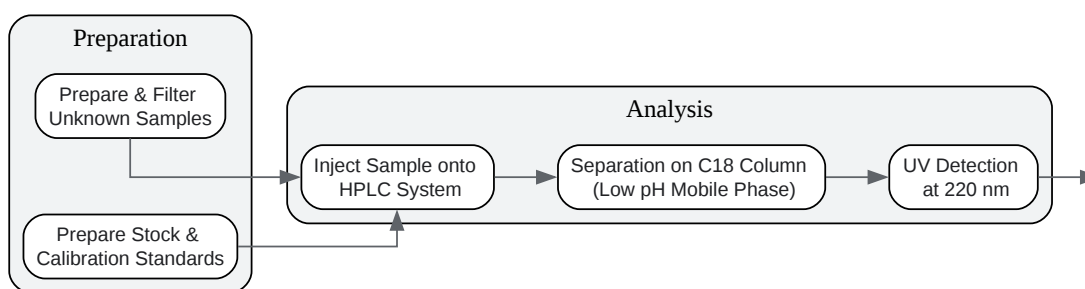 Preparation
Prepare & Filter
Unknown Samples
Prepare Stock &
Calibration Standards
Analysis
Inject Sample onto
HPLC System
Separation on C18 Column
(Low pH Mobile Phase)
UV Detection
at 220 nm